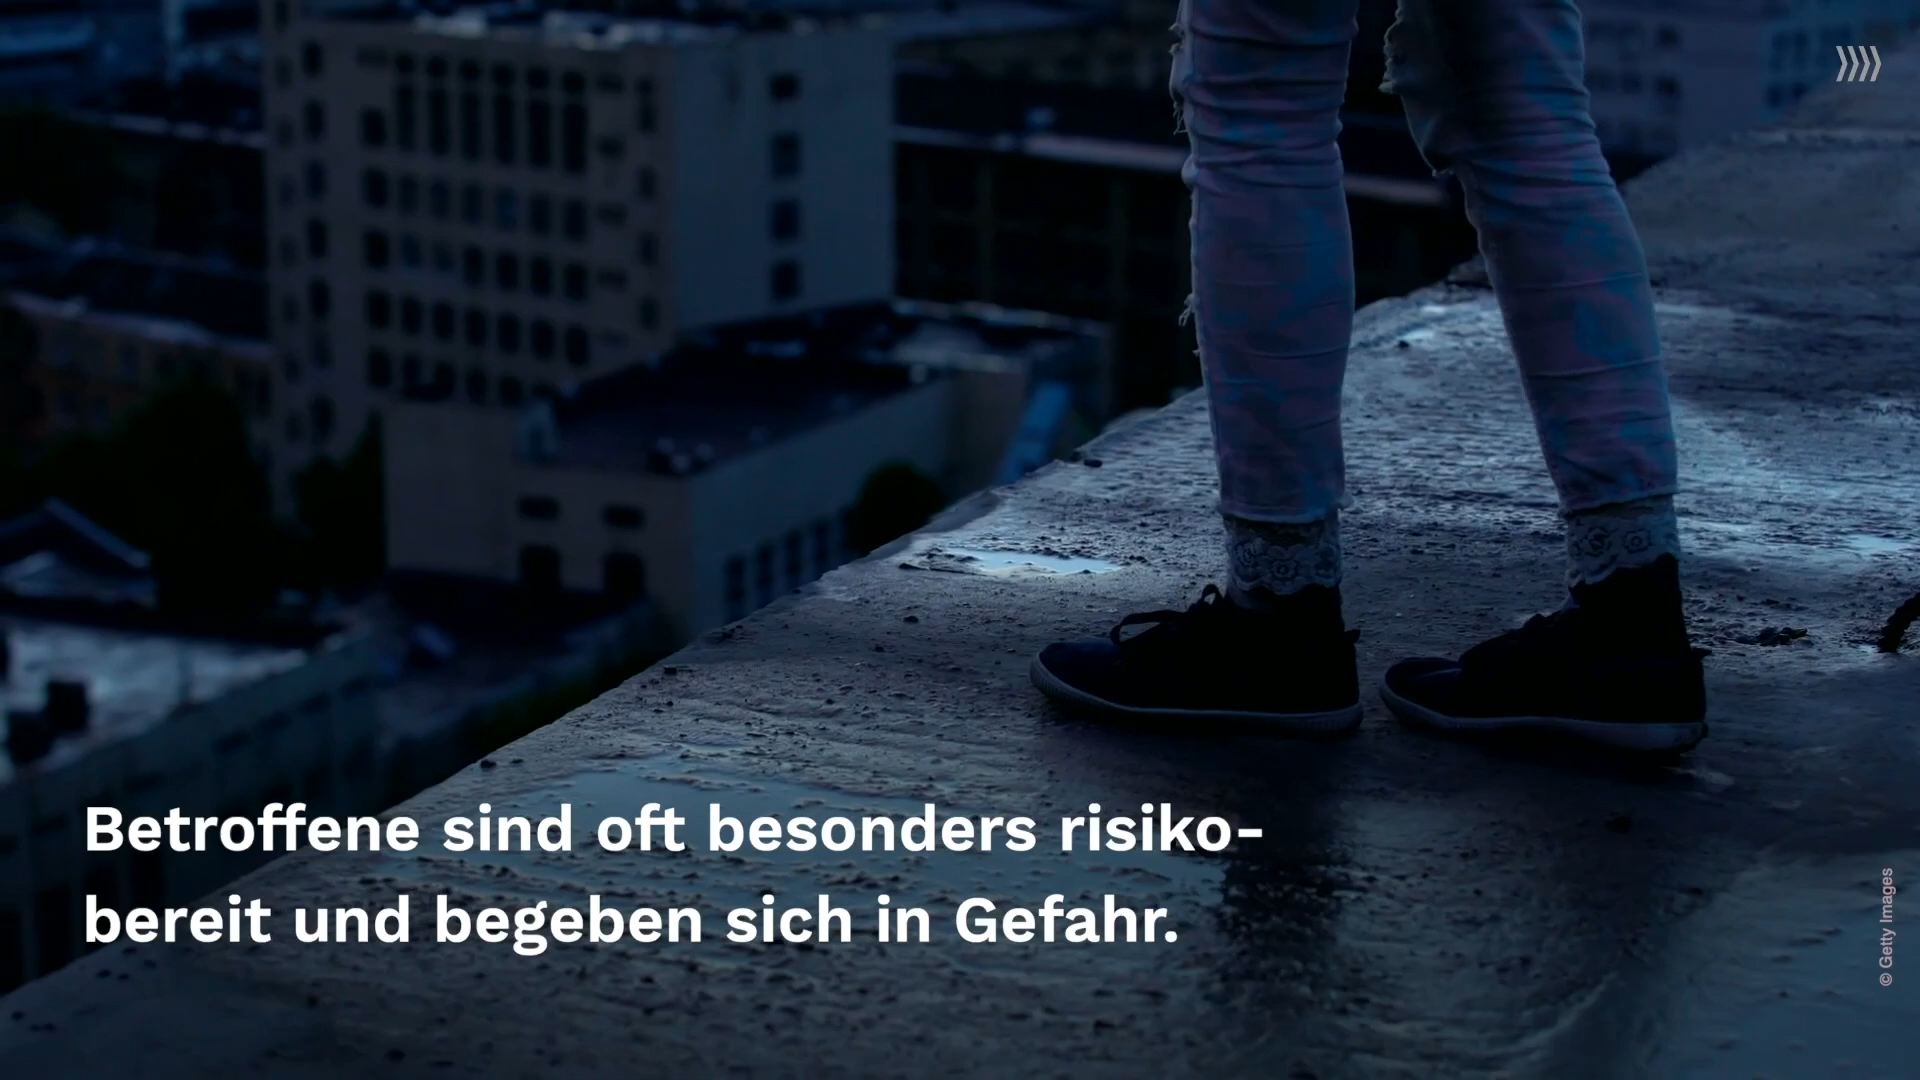 Betroffene sind oft besonders risiko-
bereit und begeben sich in Gefahr.
© Getty Images